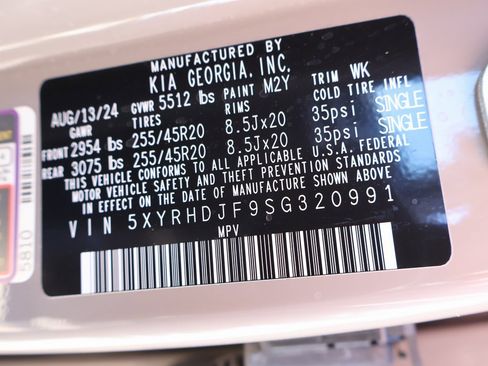 MANUFACTURED BY
KIA GEORGIA, INC.
AUG/13/24 GVWR 5512 lbs PAINT M2Y TRIM WK
GAWR TIRES RIMS COLD TIRE INFL
FRONT 2954 lbs 255/45R20 8.5Jx20 35psi SINGLE
REAR 3075 lbs 255/45R20 8.5Jx20 35psi SINGLE
THIS VEHICLE CONFORMS TO ALL APPLICABLE U.S.A. FEDERAL
MOTOR VEHICLE SAFETY AND THEFT PREVENTION STANDARDS
IN EFFECT ON THE DATE OF MANUFACTURE SHOWN ABOVE
VIN 5XYRHDJF9SG320991
MPV
5810